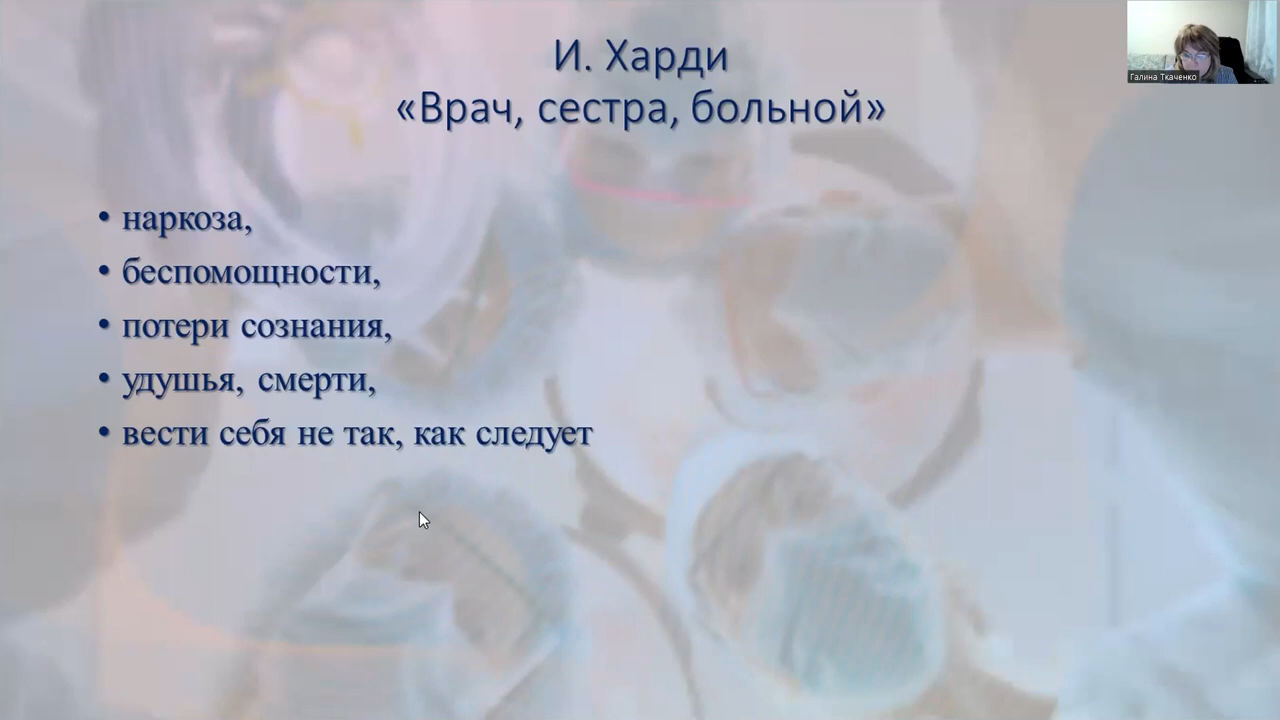 И. Харди
«Врач, сестра, больной»
Галина Ткаченко
• наркоза,
• беспомощности,
• потери сознания,
• удушья, смерти,
• вести себя не так, как следует